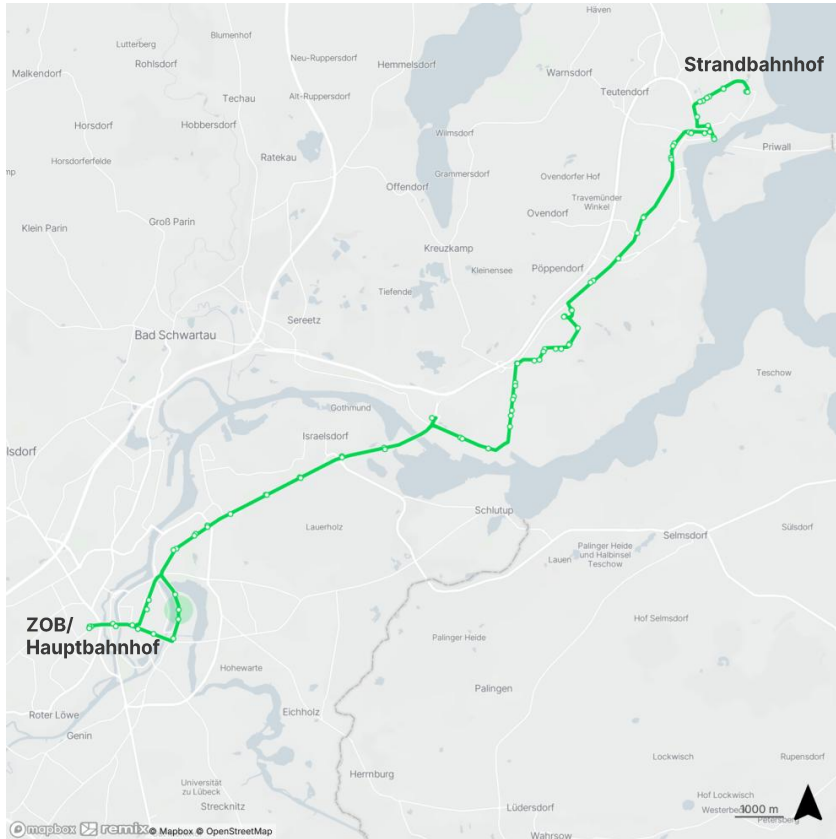 Häven
Blumenhof
Lutterberg
Rohlsdorf
Neu-Ruppersdorf
Hemmelsdorf
Strandbahnhof
Malkendorf
Warnsdorf
Techau
Alt-Ruppersdorf
Teutendorf
Horsdorf
Hobbersdorf
Wilmsdorf
Priwall
Horsdorferfelde
Ratekau
mp
Grammersdorf
Ovendorfer Hof
Offendorf
Travemünder
Winkel
Ovendorf
Groß Parin
Klein Parin
Kreuzkamp
Kleinensee
Pöppendorf
Tiefende
Sereetz
Bad Schwartau
Teschow
Gothmund
Israelsdorf
lsdorf
Schlutup
Lauerholz
Sülsdorf
Selmsdorf
Palinger Heide
und Halbinsel
Teschow
Lauen
Hof Selmsdorf
ZOB/
Hauptbahnhof
Palinger Heide
Hohewarte
Palingen
Roter Löwe
Eichholz
Genin
Lockwisch
Rupensdorf
Herrnburg
Universität
zu Lübeck
Strecknitz
Hof Lockwisch
1000 m
Lüdersdorf
Petersberg
Wahrsow
mapbox remix © Mapbox © OpenStreetMap